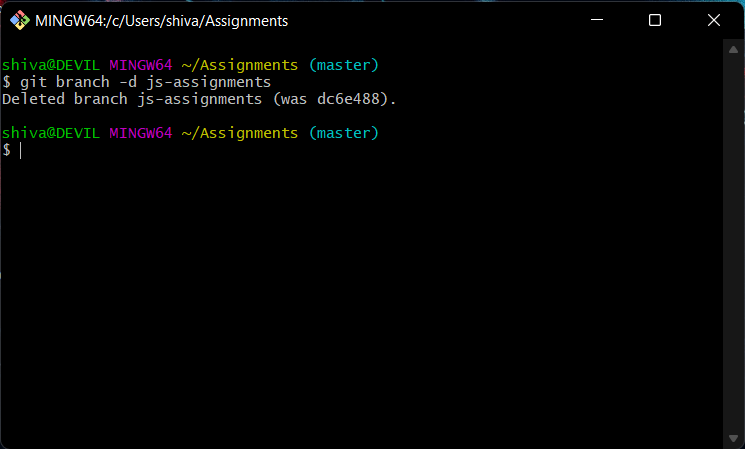 MINGW64:/c/Users/shiva/Assignments
shiva@DEVIL MINGW64 ~/Assignments (master)
$ git branch -d js-assignments
Deleted branch js-assignments (was dc6e488).
shiva@DEVIL MINGW64 ~/Assignments (master)
$